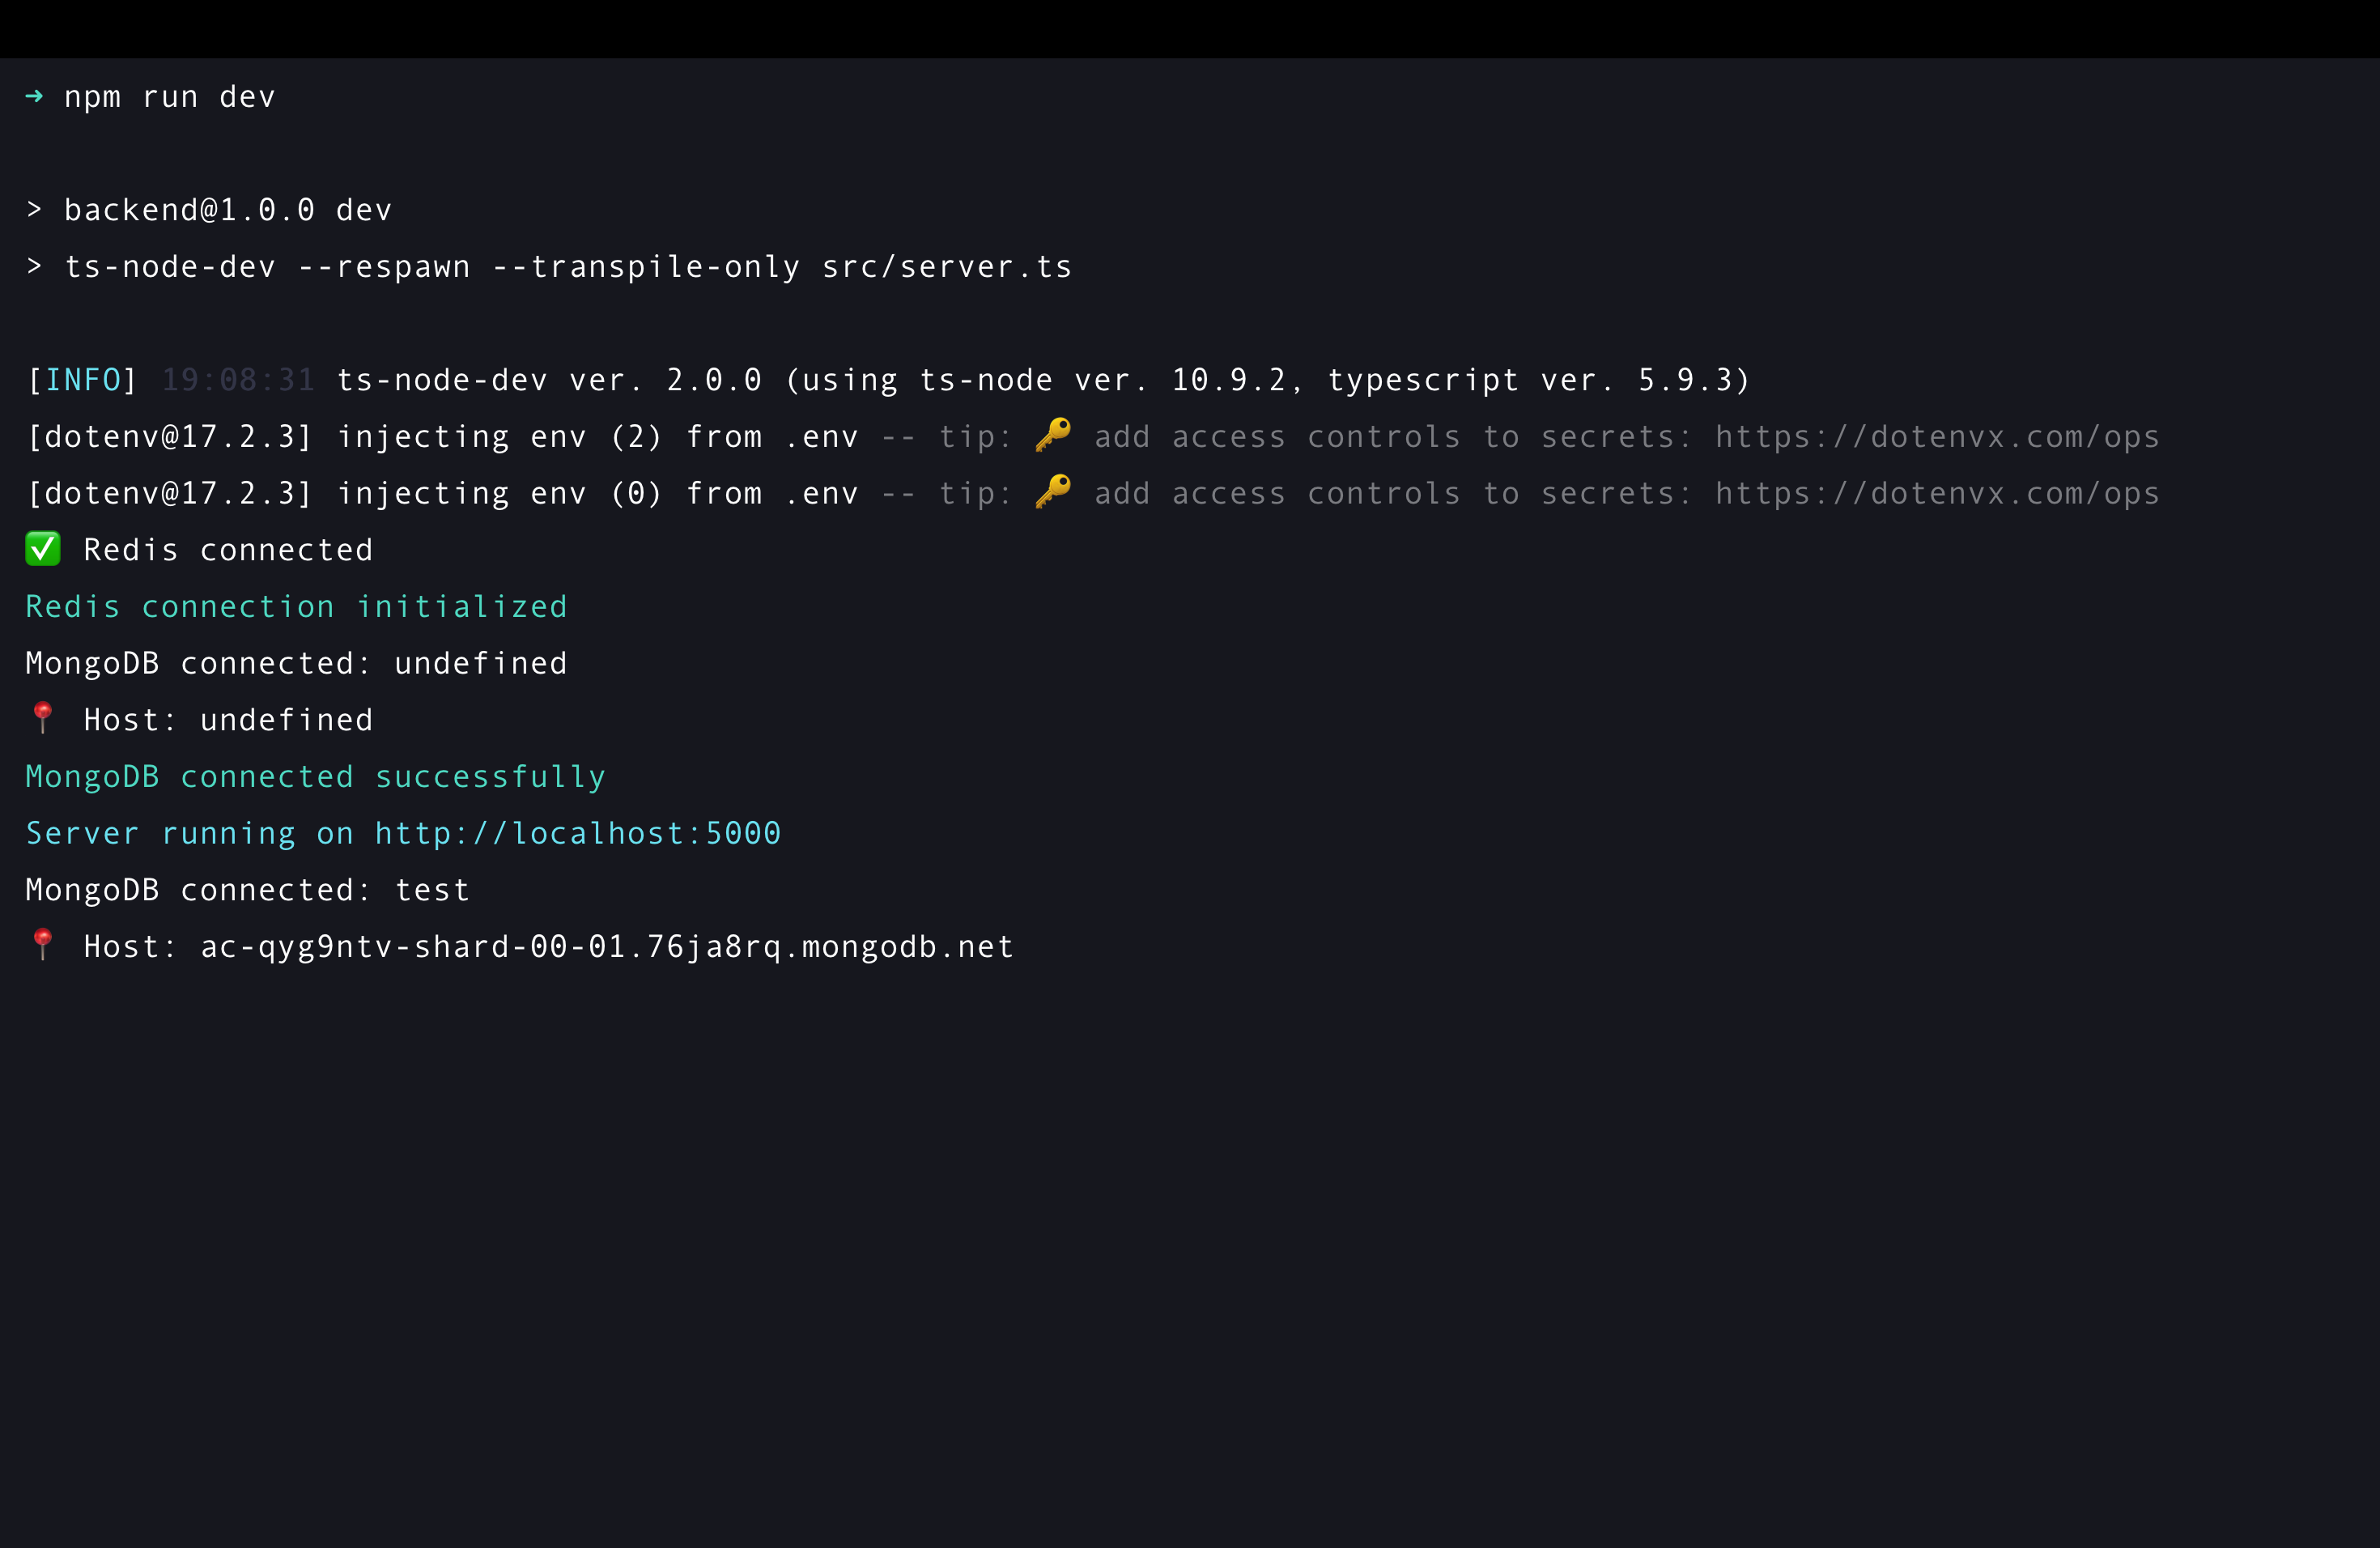 ➜ npm run dev

> backend@1.0.0 dev
> ts-node-dev --respawn --transpile-only src/server.ts

[INFO] 19:08:31 ts-node-dev ver. 2.0.0 (using ts-node ver. 10.9.2, typescript ver. 5.9.3)
[dotenv@17.2.3] injecting env (2) from .env -- tip: 🔑 add access controls to secrets: https://dotenvx.com/ops
[dotenv@17.2.3] injecting env (0) from .env -- tip: 🔑 add access controls to secrets: https://dotenvx.com/ops
✅ Redis connected
Redis connection initialized
MongoDB connected: undefined
📍 Host: undefined
MongoDB connected successfully
Server running on http://localhost:5000
MongoDB connected: test
📍 Host: ac-qyg9ntv-shard-00-01.76ja8rq.mongodb.net